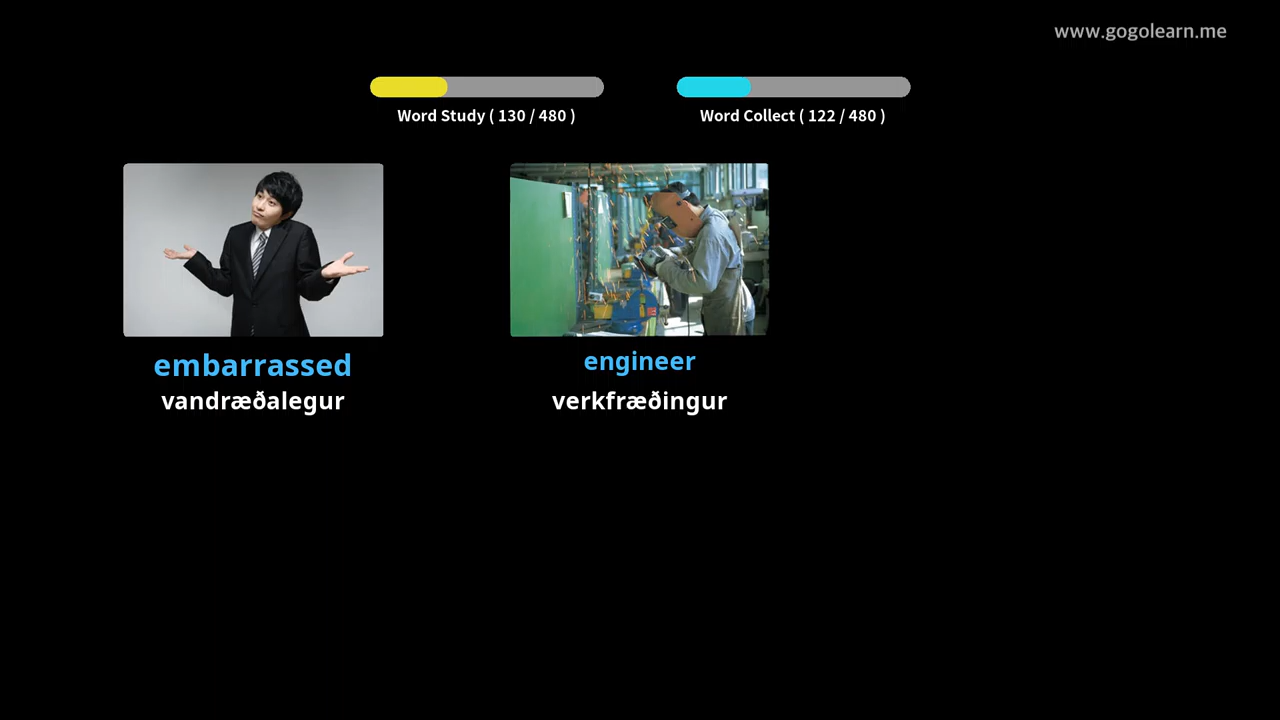 www.gogolearn.me
Word Study ( 130 / 480 )
Word Collect ( 122 / 480 )
embarrassed
vandræðalegur
engineer
verkfræðingur